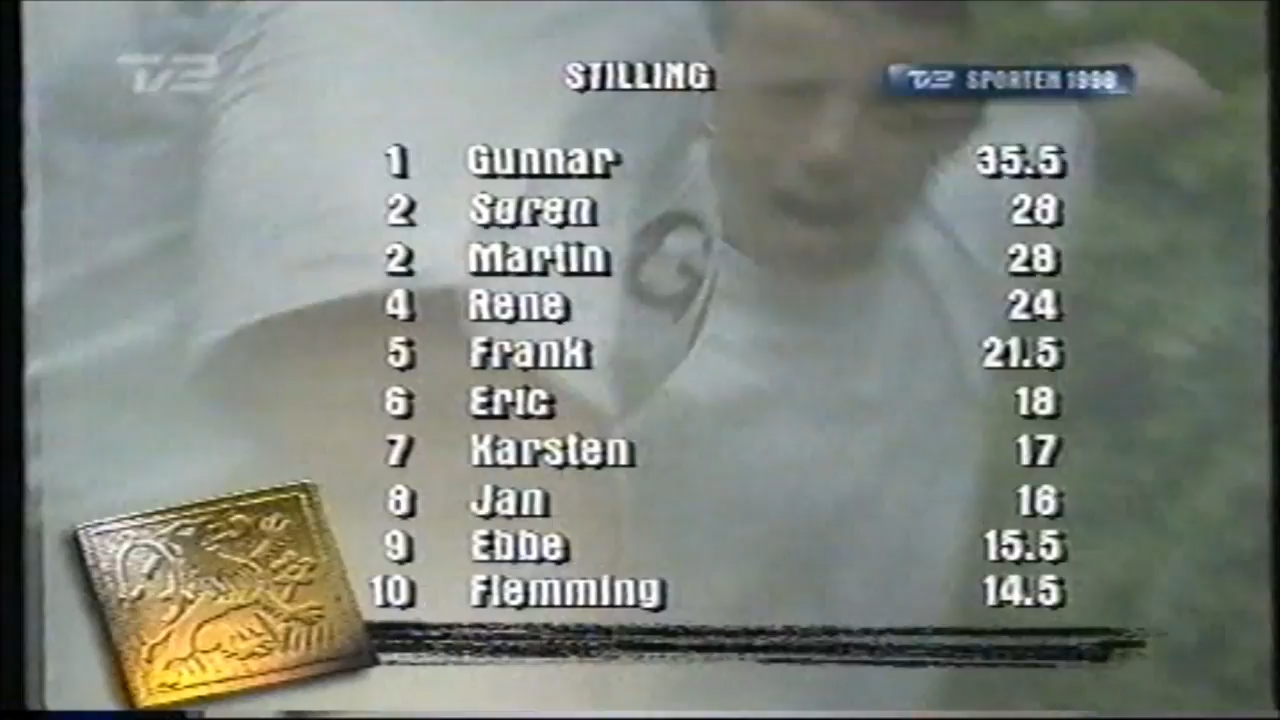 TV2
STILLING
TV2 SPORTEN 1998
1 Gunnar 35.5
2 Søren 28
2 Martin 28
4 Rene 24
5 Frank 21.5
6 Eric 18
7 Karsten 17
8 Jan 16
9 Ebbe 15.5
10 Flemming 14.5